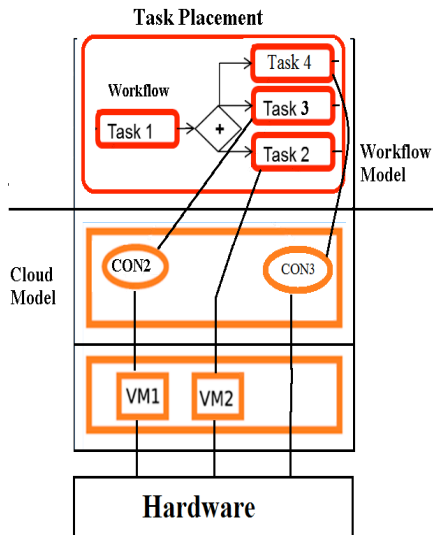 Task Placement
Workflow
Task 4
Task 3
Task 1
+
Task 2
Workflow
Model
Cloud
Model
CON2
CON3
VM1
VM2
Hardware